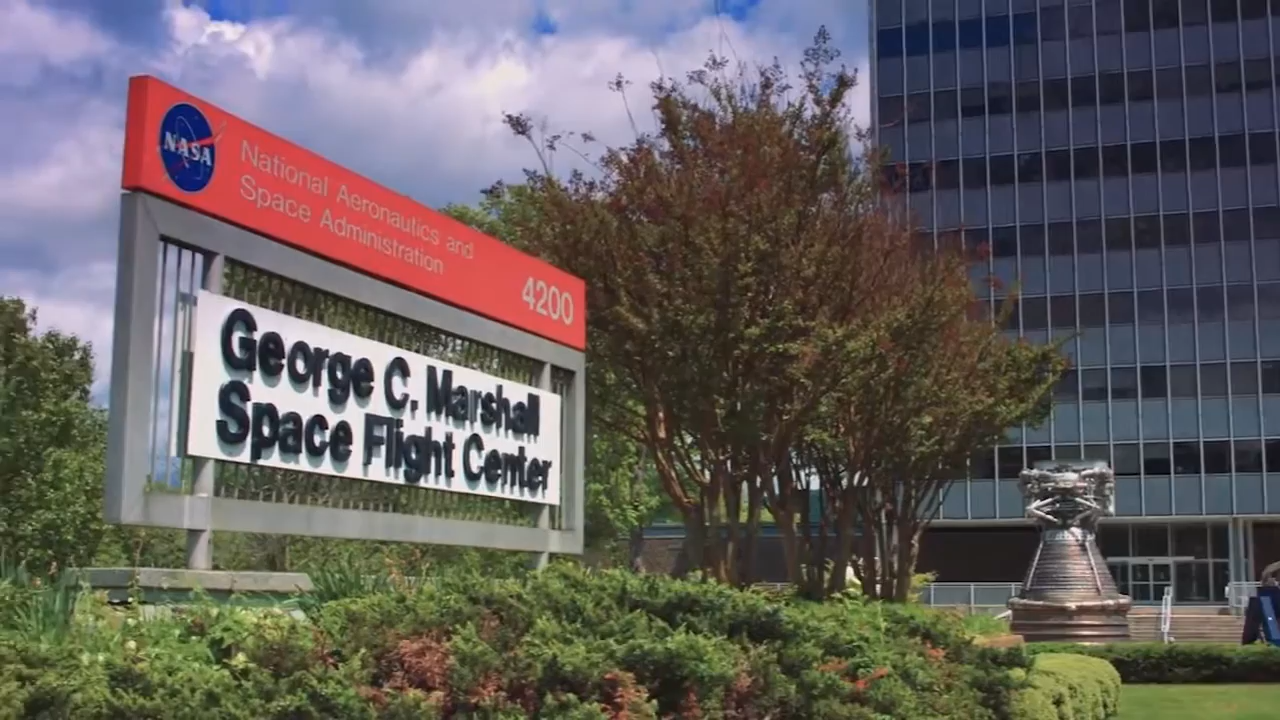 NASA
National Aeronautics and
Space Administration
4200
George C. Marshall
Space Flight Center